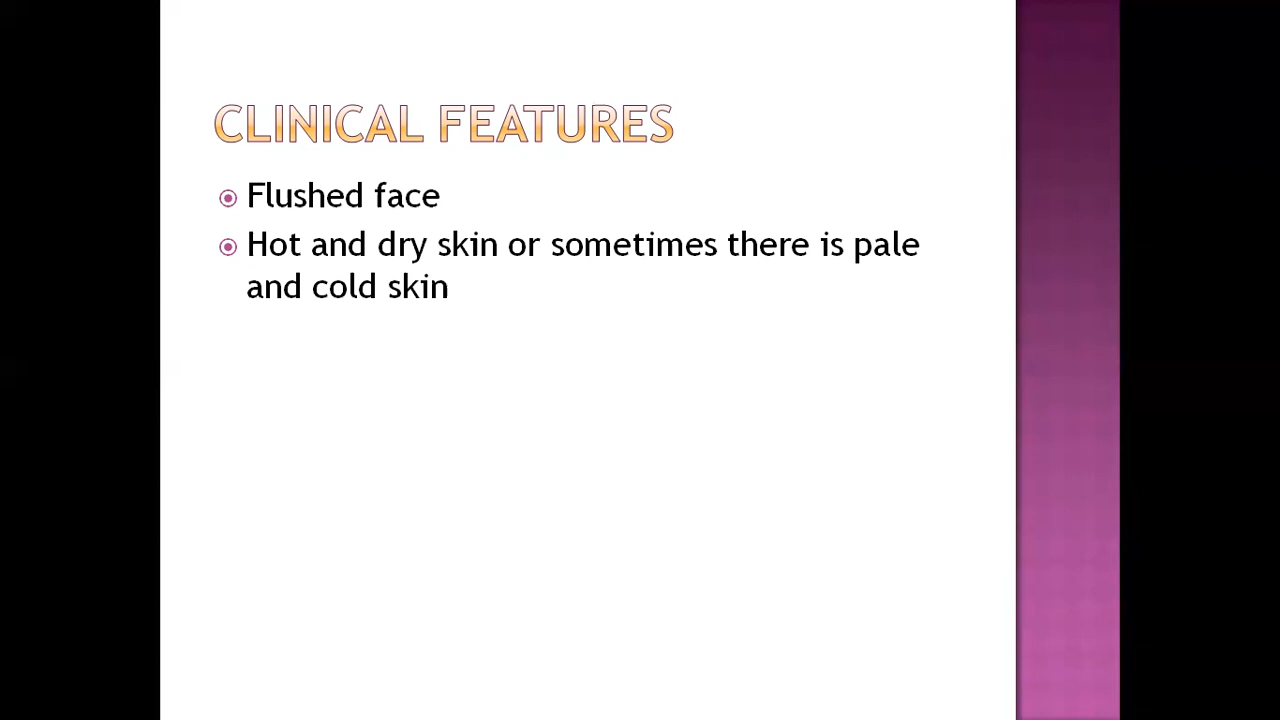 CLINICAL FEATURES
Flushed face
Hot and dry skin or sometimes there is pale
and cold skin